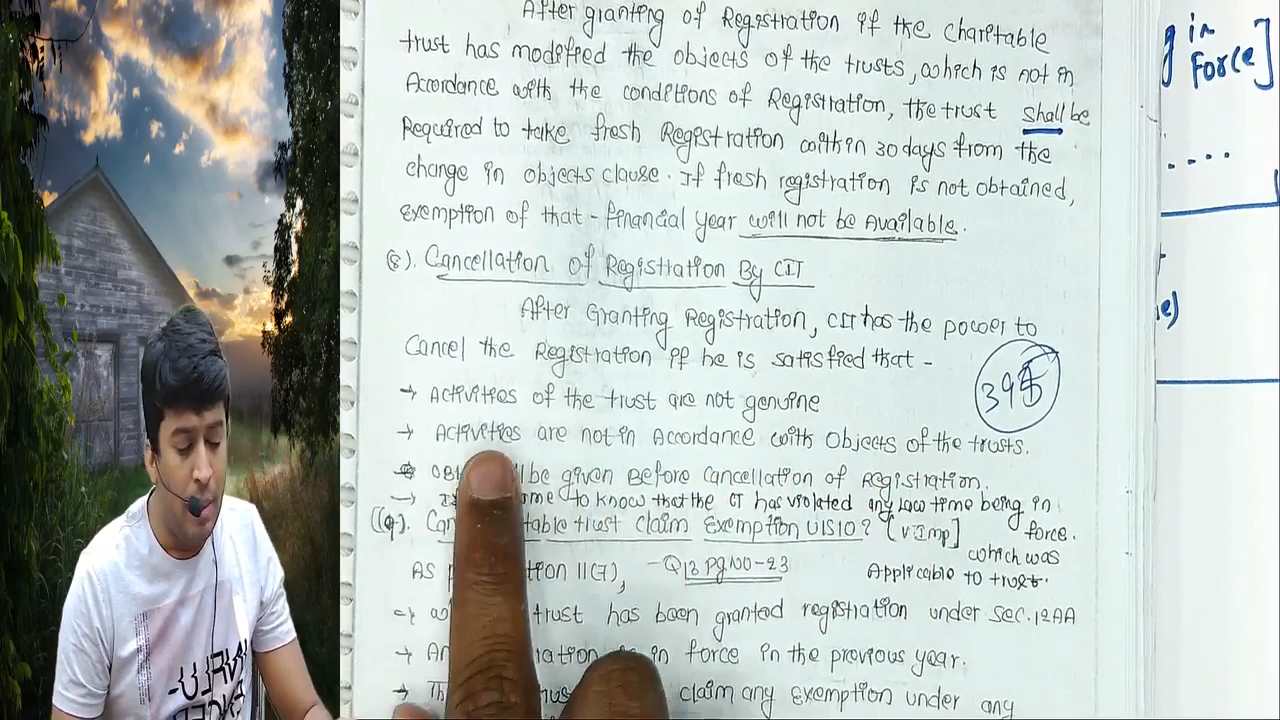 After granting of Registration if the charitable
trust has modified the objects of the trusts, which is not in
Accordance with the conditions of Registration, the trust shall be
Required to take fresh Registration within 30 days from the
change in objects clause. If fresh registration is not obtained,
Exemption of that - financial year will not be Available.
(8). Cancellation of Registration By CIT
After Granting Registration, CIT has the power to
Cancel the Registration if he is satisfied that -
→ Activities of the trust are not genuine
395
→ Activities are not in Accordance with Objects of the trusts.
be given Before cancellation of Registration.
to know that the CT has violated any Law time being in
force.
which was
Applicable to trust.
(9). trust claim Exemption U/S10? [V.Imp]
AS 11(7), - Q12 Pg No - 23
trust has been granted registration under sec. 12AA
in force in the previous year.
claim any exemption under any
in
Force]
....